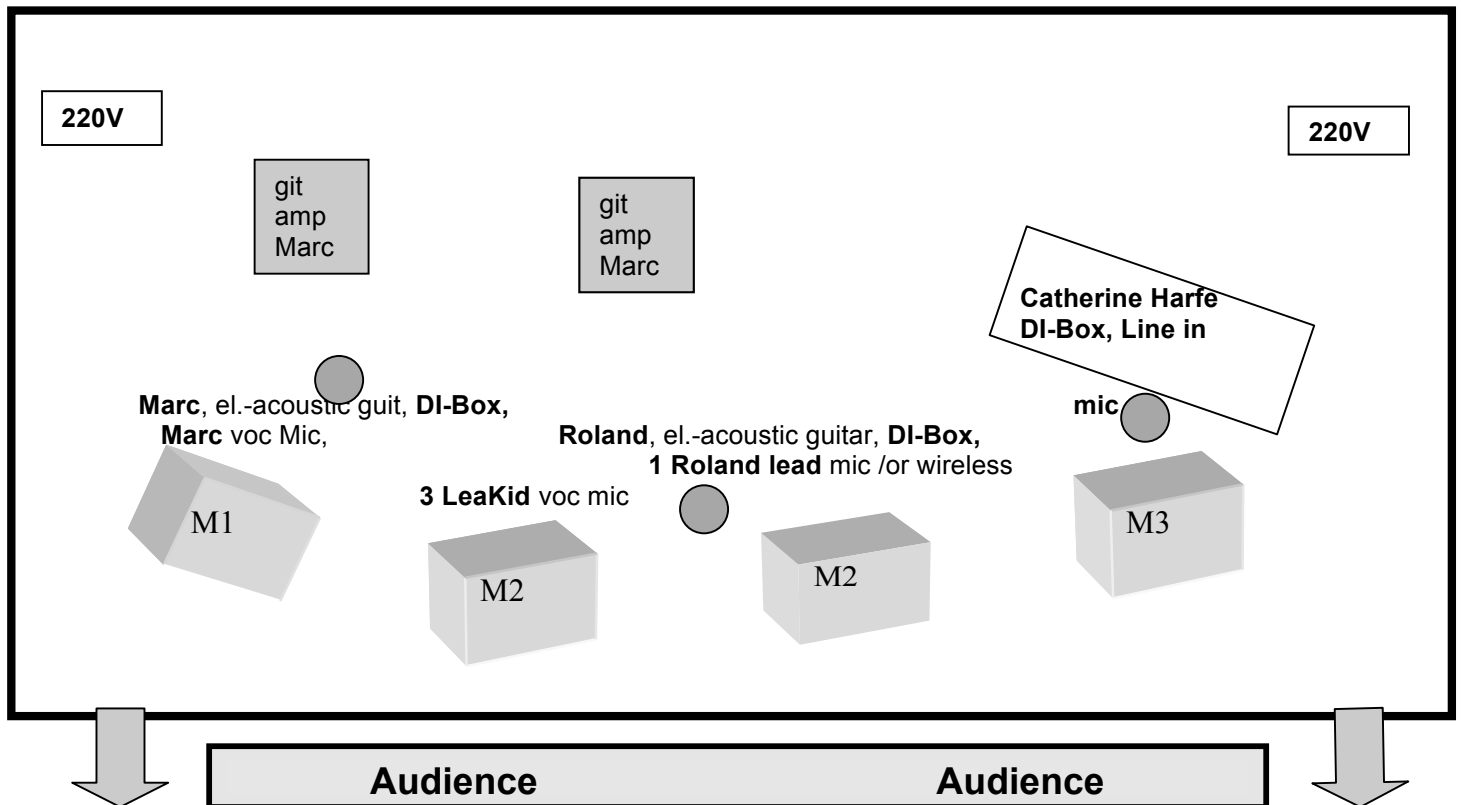 220V
220V
git
amp
Marc
git
amp
Marc
Catherine Harfe
DI-Box, Line in
Marc, el.-acoustic guit, DI-Box,
Marc voc Mic,
mic
Roland, el.-acoustic guitar, DI-Box,
1 Roland lead mic /or wireless
3 LeaKid voc mic
M1
M2
M2
M3
Audience Audience